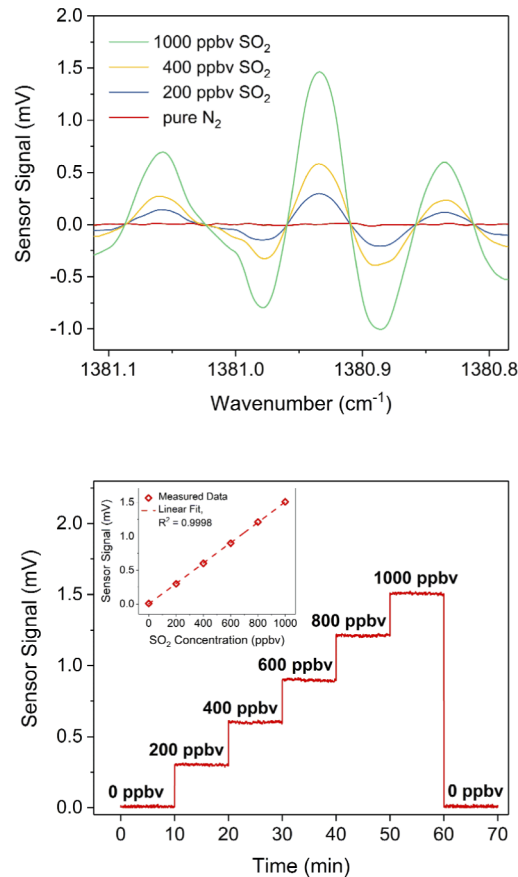 2.0
1.5
1.0
0.5
0.0
-0.5
-1.0
Sensor Signal (mV)
1000 ppbv SO₂
400 ppbv SO₂
200 ppbv SO₂
pure N₂
1381.1
1381.0
1380.9
1380.8
Wavenumber (cm⁻¹)
2.0
1.5
1.0
0.5
0.0
Sensor Signal (mV)
Measured Data
Linear Fit,
R² = 0.9998
1.5
1.0
0.5
0.0
Sensor Signal (mV)
0 200 400 600 800 1000
SO₂ Concentration (ppbv)
1000 ppbv
800 ppbv
600 ppbv
400 ppbv
200 ppbv
0 ppbv
0 ppbv
0 10 20 30 40 50 60 70
Time (min)